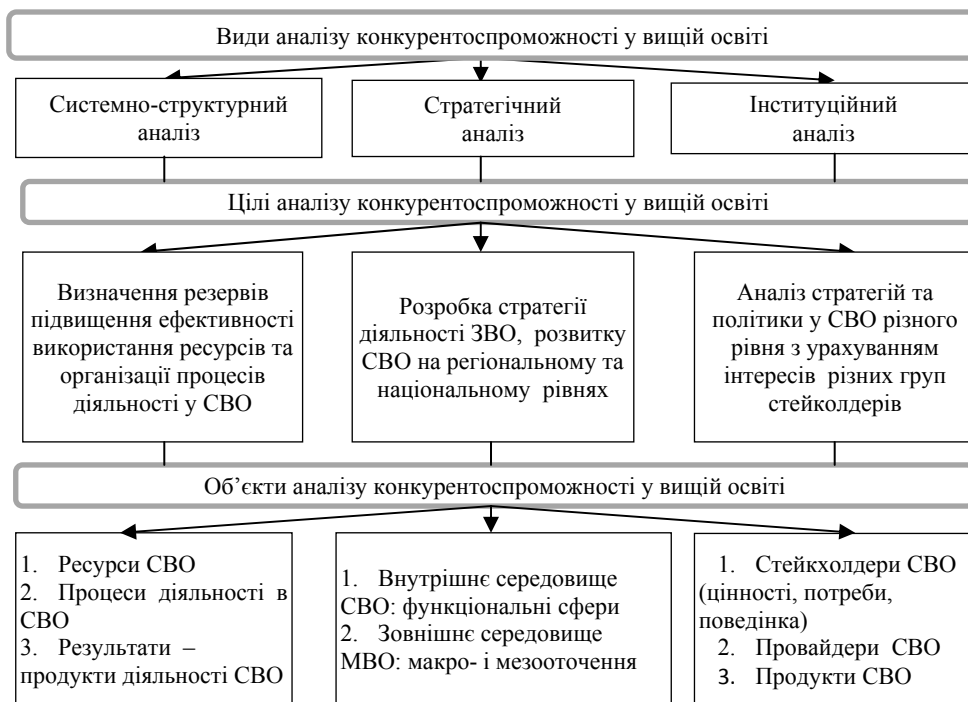 Види аналізу конкурентоспроможності у вищій освіті
Системно-структурний
аналіз
Стратегічний
аналіз
Інституційний
аналіз
Цілі аналізу конкурентоспроможності у вищій освіті
Визначення резервів
підвищення ефективності
використання ресурсів та
організації процесів
діяльності у СВО
Розробка стратегії
діяльності ЗВО, розвитку
СВО на регіональному та
національному рівнях
Аналіз стратегій та
політики у СВО різного
рівня з урахуванням
інтересів різних груп
стейколдерів
Об’єкти аналізу конкурентоспроможності у вищій освіті
1. Ресурси СВО
2. Процеси діяльності в
СВО
3. Результати –
продукти діяльності СВО
1. Внутрішнє середовище
СВО: функціональні сфери
2. Зовнішнє середовище
МВО: макро- і мезооточення
1. Стейкхолдери СВО
(цінності, потреби,
поведінка)
2. Провайдери СВО
3. Продукти СВО